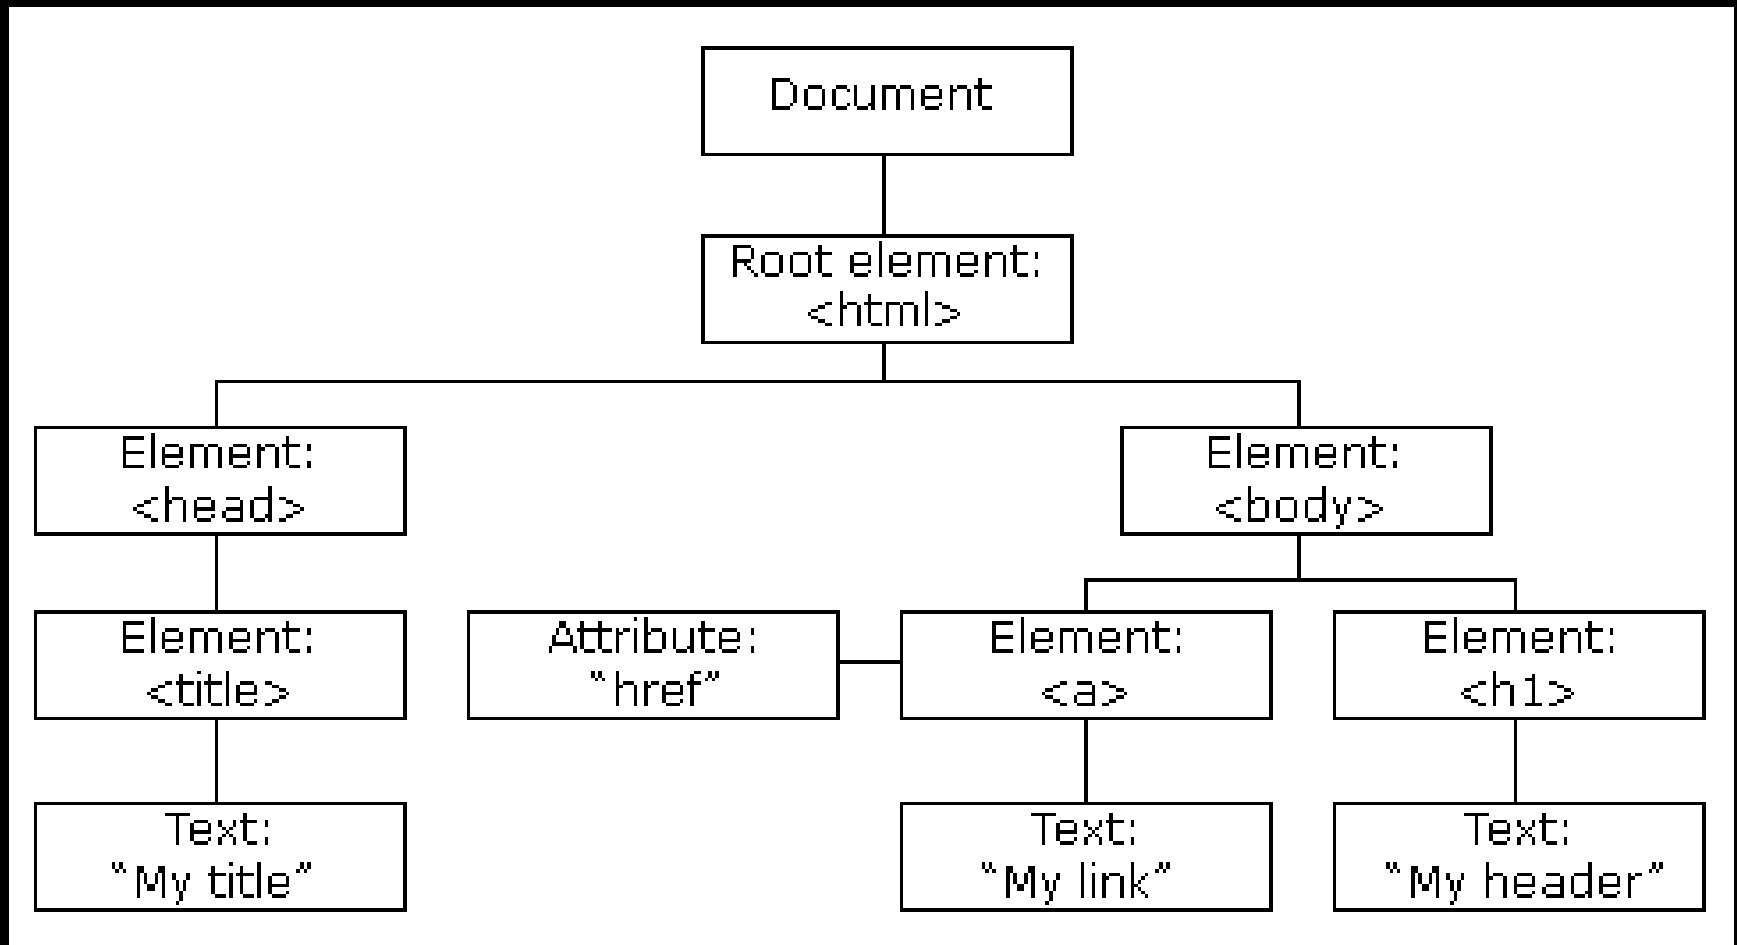 Document
Root element:
<html>
Element:
<head>
Element:
<body>
Element:
<title>
Attribute:
“href”
Element:
<a>
Element:
<h1>
Text:
“My title”
Text:
“My link”
Text:
“My header”